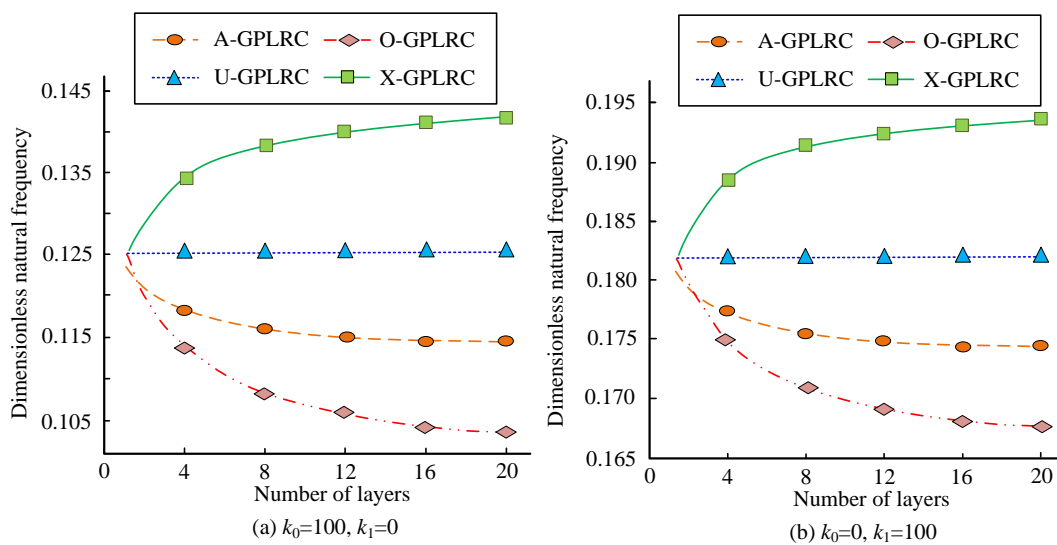 A-GPLRC O-GPLRC
U-GPLRC X-GPLRC
Dimensionless natural frequency
0.145
0.135
0.125
0.115
0.105
0 4 8 12 16 20
Number of layers
(a) k₀=100, k₁=0
A-GPLRC O-GPLRC
U-GPLRC X-GPLRC
Dimensionless natural frequency
0.195
0.190
0.185
0.180
0.175
0.170
0.165
0 4 8 12 16 20
Number of layers
(b) k₀=0, k₁=100